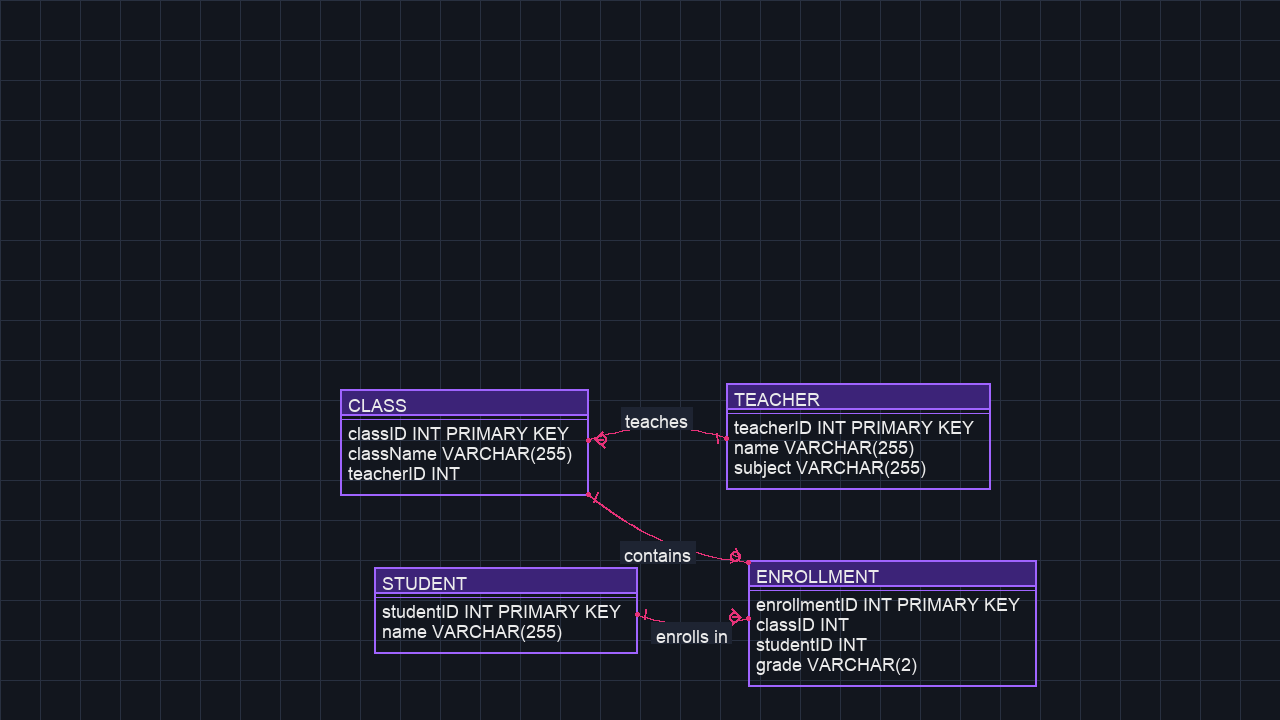 CLASS
classID INT PRIMARY KEY
className VARCHAR(255)
teacherID INT
teaches
TEACHER
teacherID INT PRIMARY KEY
name VARCHAR(255)
subject VARCHAR(255)
contains
STUDENT
studentID INT PRIMARY KEY
name VARCHAR(255)
enrolls in
ENROLLMENT
enrollmentID INT PRIMARY KEY
classID INT
studentID INT
grade VARCHAR(2)